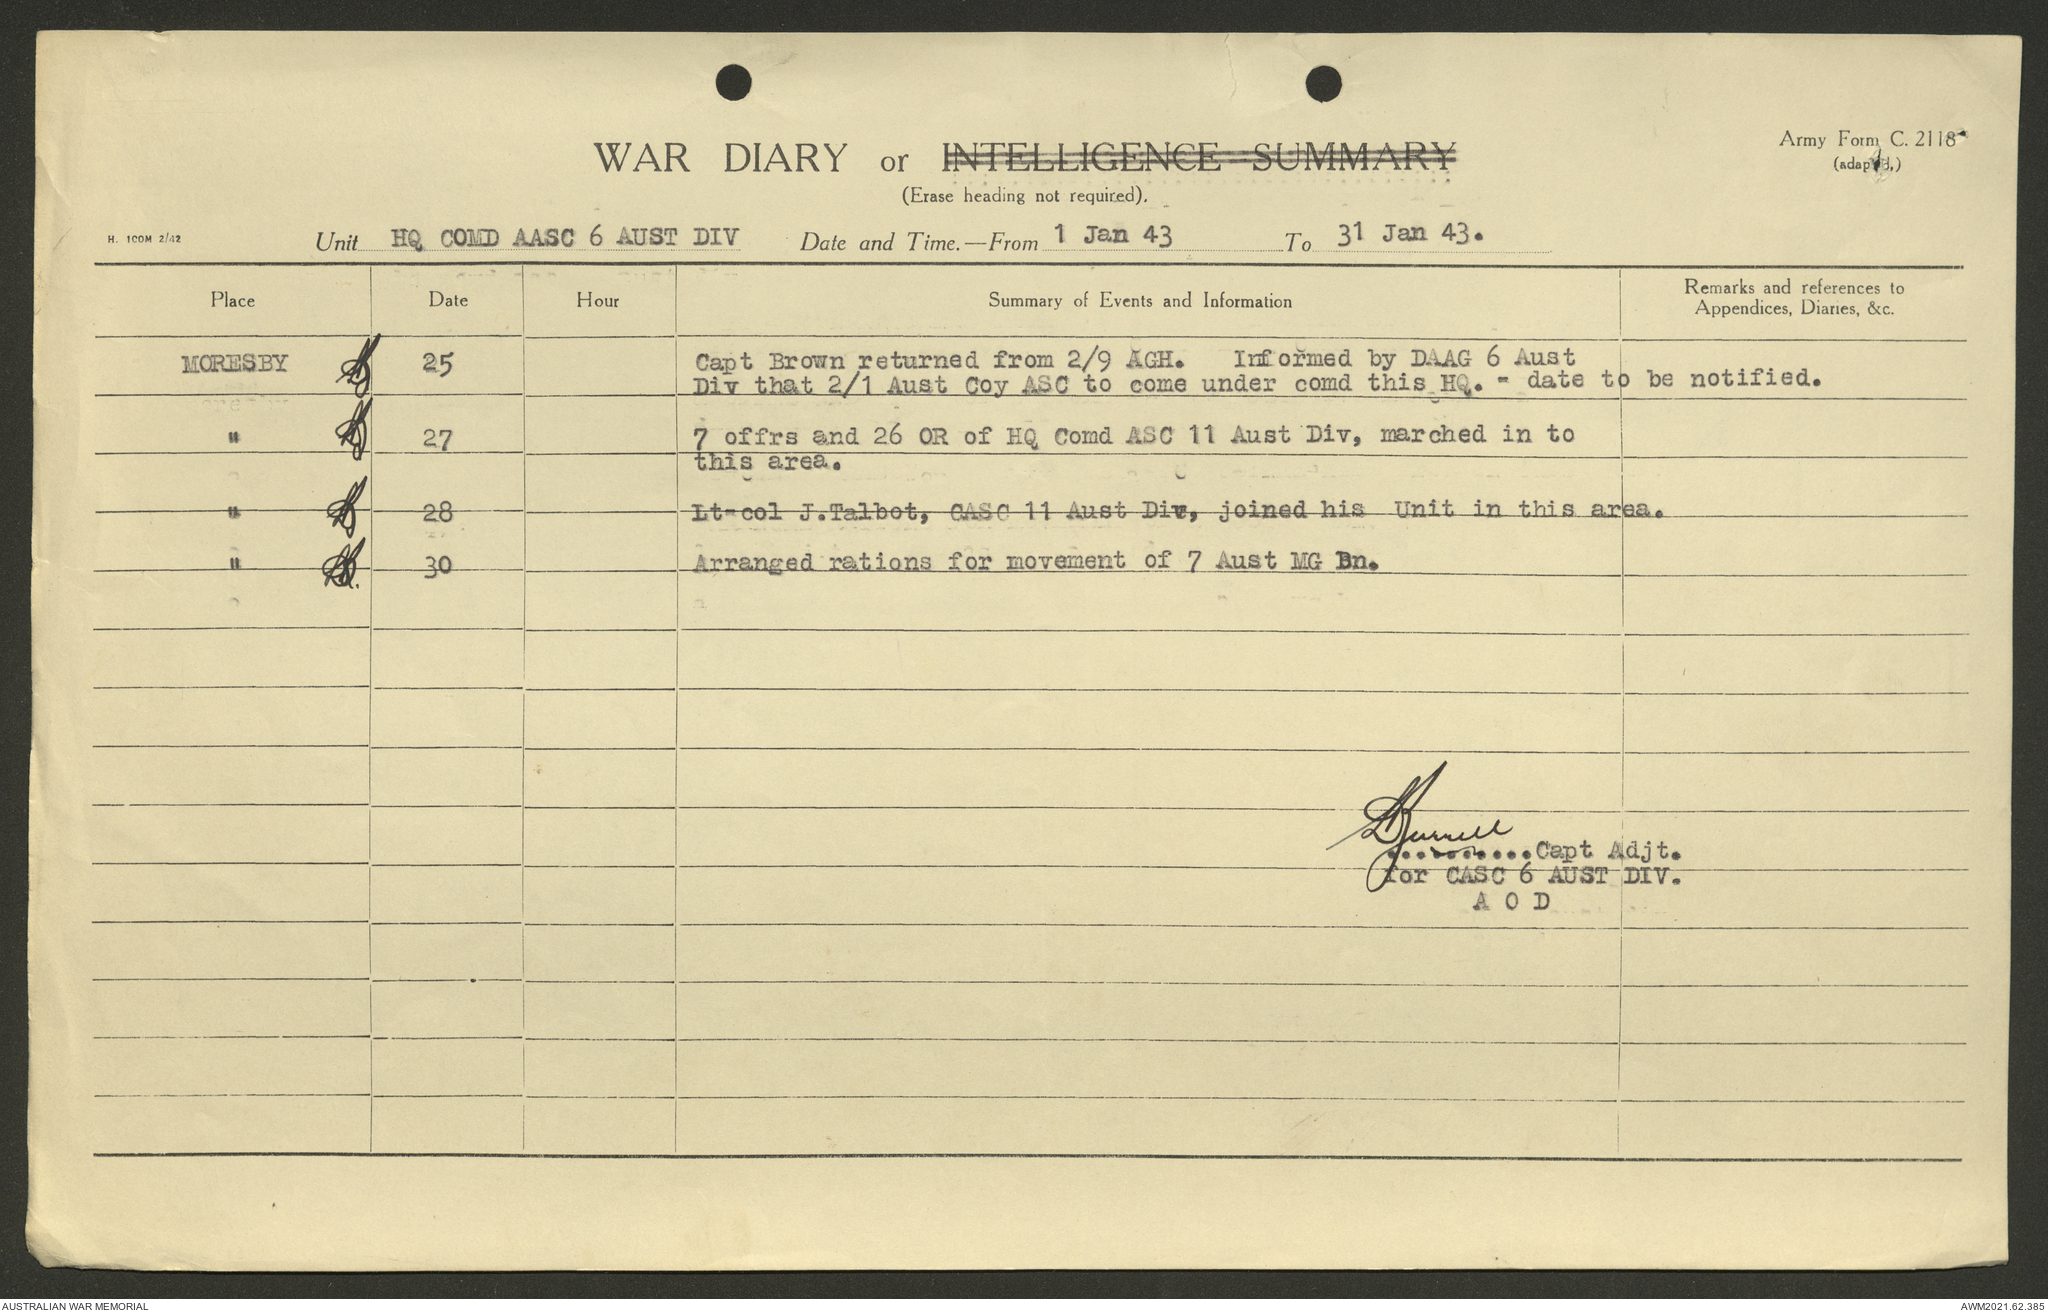 WAR DIARY or INTELLIGENCE SUMMARY
Army Form C. 2118
(Erase heading not required).
H. 100M 2/42
Unit HQ COMD AASC 6 AUST DIV Date and Time.—From 1 Jan 43 To 31 Jan 43.
Place Date Hour Summary of Events and Information Remarks and references to
Appendices, Diaries, &c.
MORESBY 25 Capt Brown returned from 2/9 AGH. Informed by DAAG 6 Aust
Div that 2/1 Aust Coy ASC to come under comd this HQ. - date to be notified.
" 27 7 offrs and 26 OR of HQ Comd ASC 11 Aust Div, marched in to
this area.
" 28 Lt-col J.Talbot, CASC 11 Aust Div, joined his Unit in this area.
" 30 Arranged rations for movement of 7 Aust MG Bn.
..........Capt Adjt.
for CASC 6 AUST DIV.
A O D
AUSTRALIAN WAR MEMORIAL
AWM2021.62.385